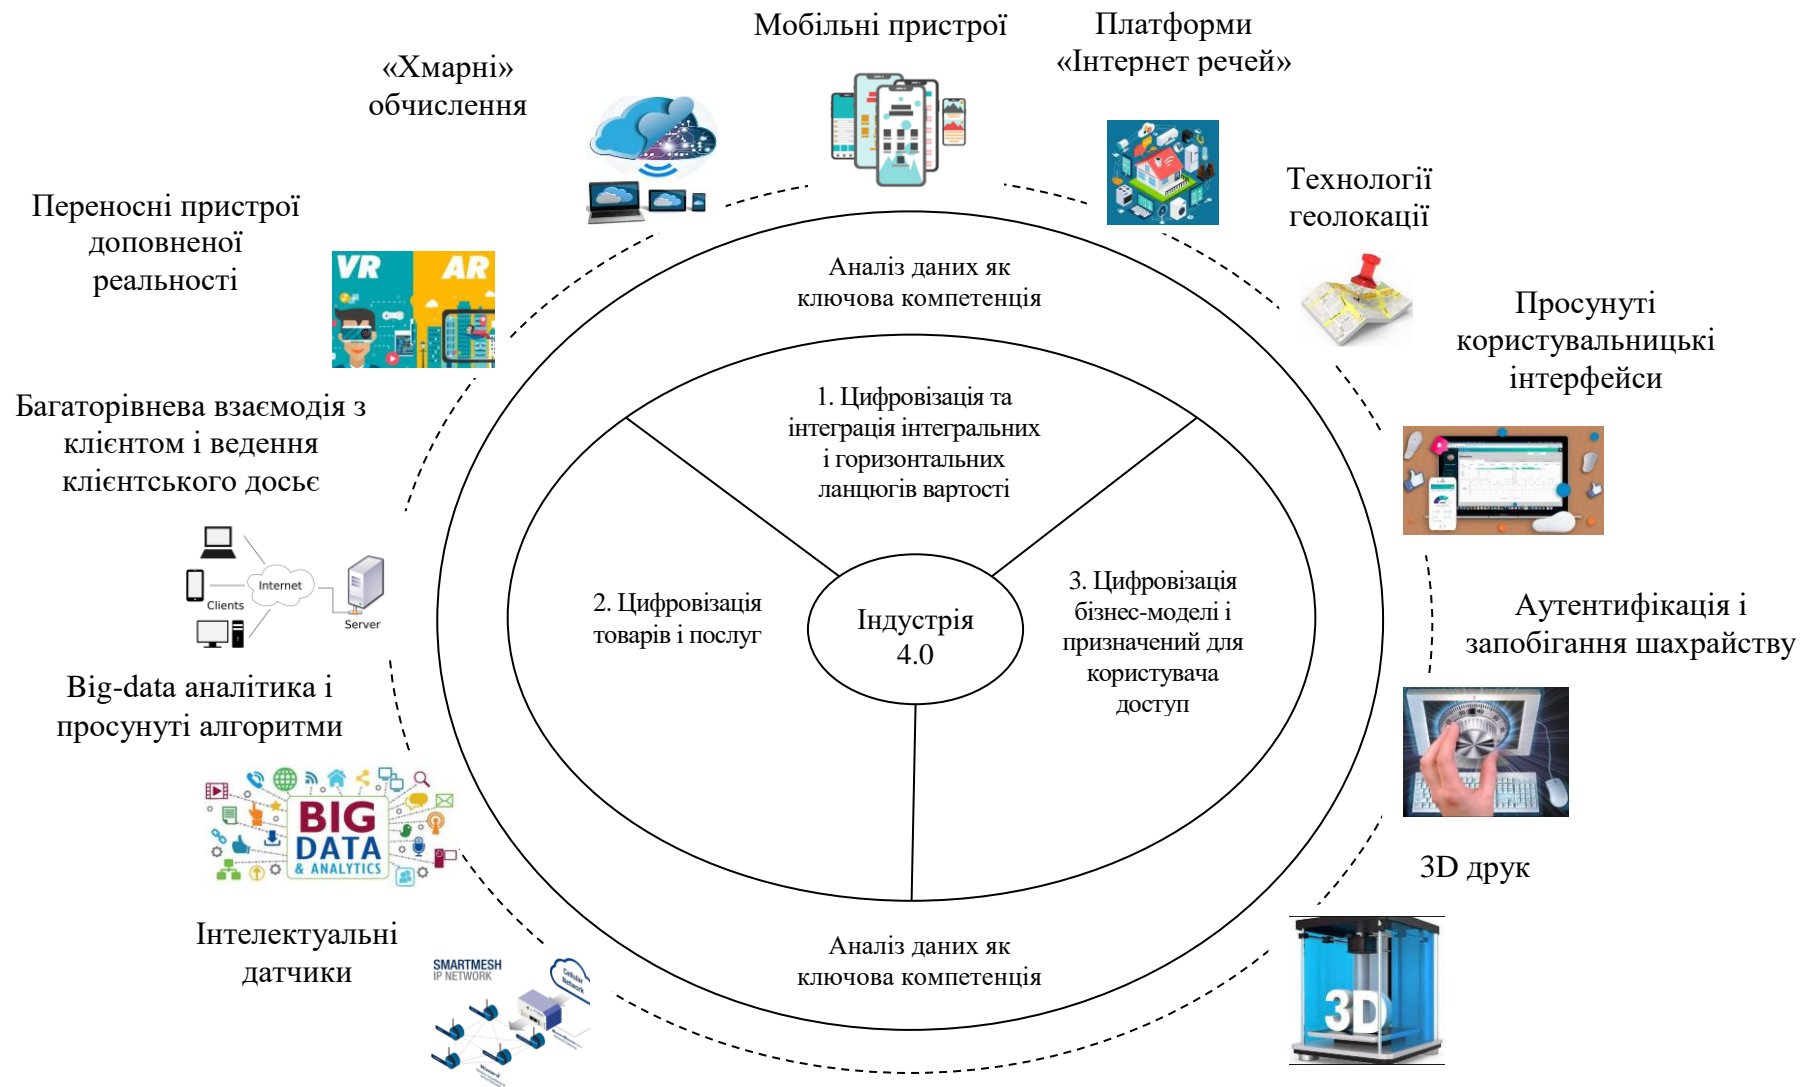 Мобільні пристрої
Платформи
«Інтернет речей»
«Хмарні»
обчислення
Технології
геолокації
Переносні пристрої
доповненої
реальності
VR
AR
Аналіз даних як
ключова компетенція
Просунуті
користувальницькі
інтерфейси
Багаторівнева взаємодія з
клієнтом і ведення
клієнтського досьє
1. Цифровізація та
інтеграція інтегральних
і горизонтальних
ланцюгів вартості
Internet
Clients
Server
2. Цифровізація
товарів і послуг
Індустрія
4.0
3. Цифровізація
бізнес-моделі і
призначений для
користувача
доступ
Аутентифікація і
запобігання шахрайству
Big-data аналітика і
просунуті алгоритми
BIG
DATA
& ANALYTICS
3D друк
Інтелектуальні
датчики
SMARTMESH
IP NETWORK
Cellular
Network
Аналіз даних як
ключова компетенція
3D